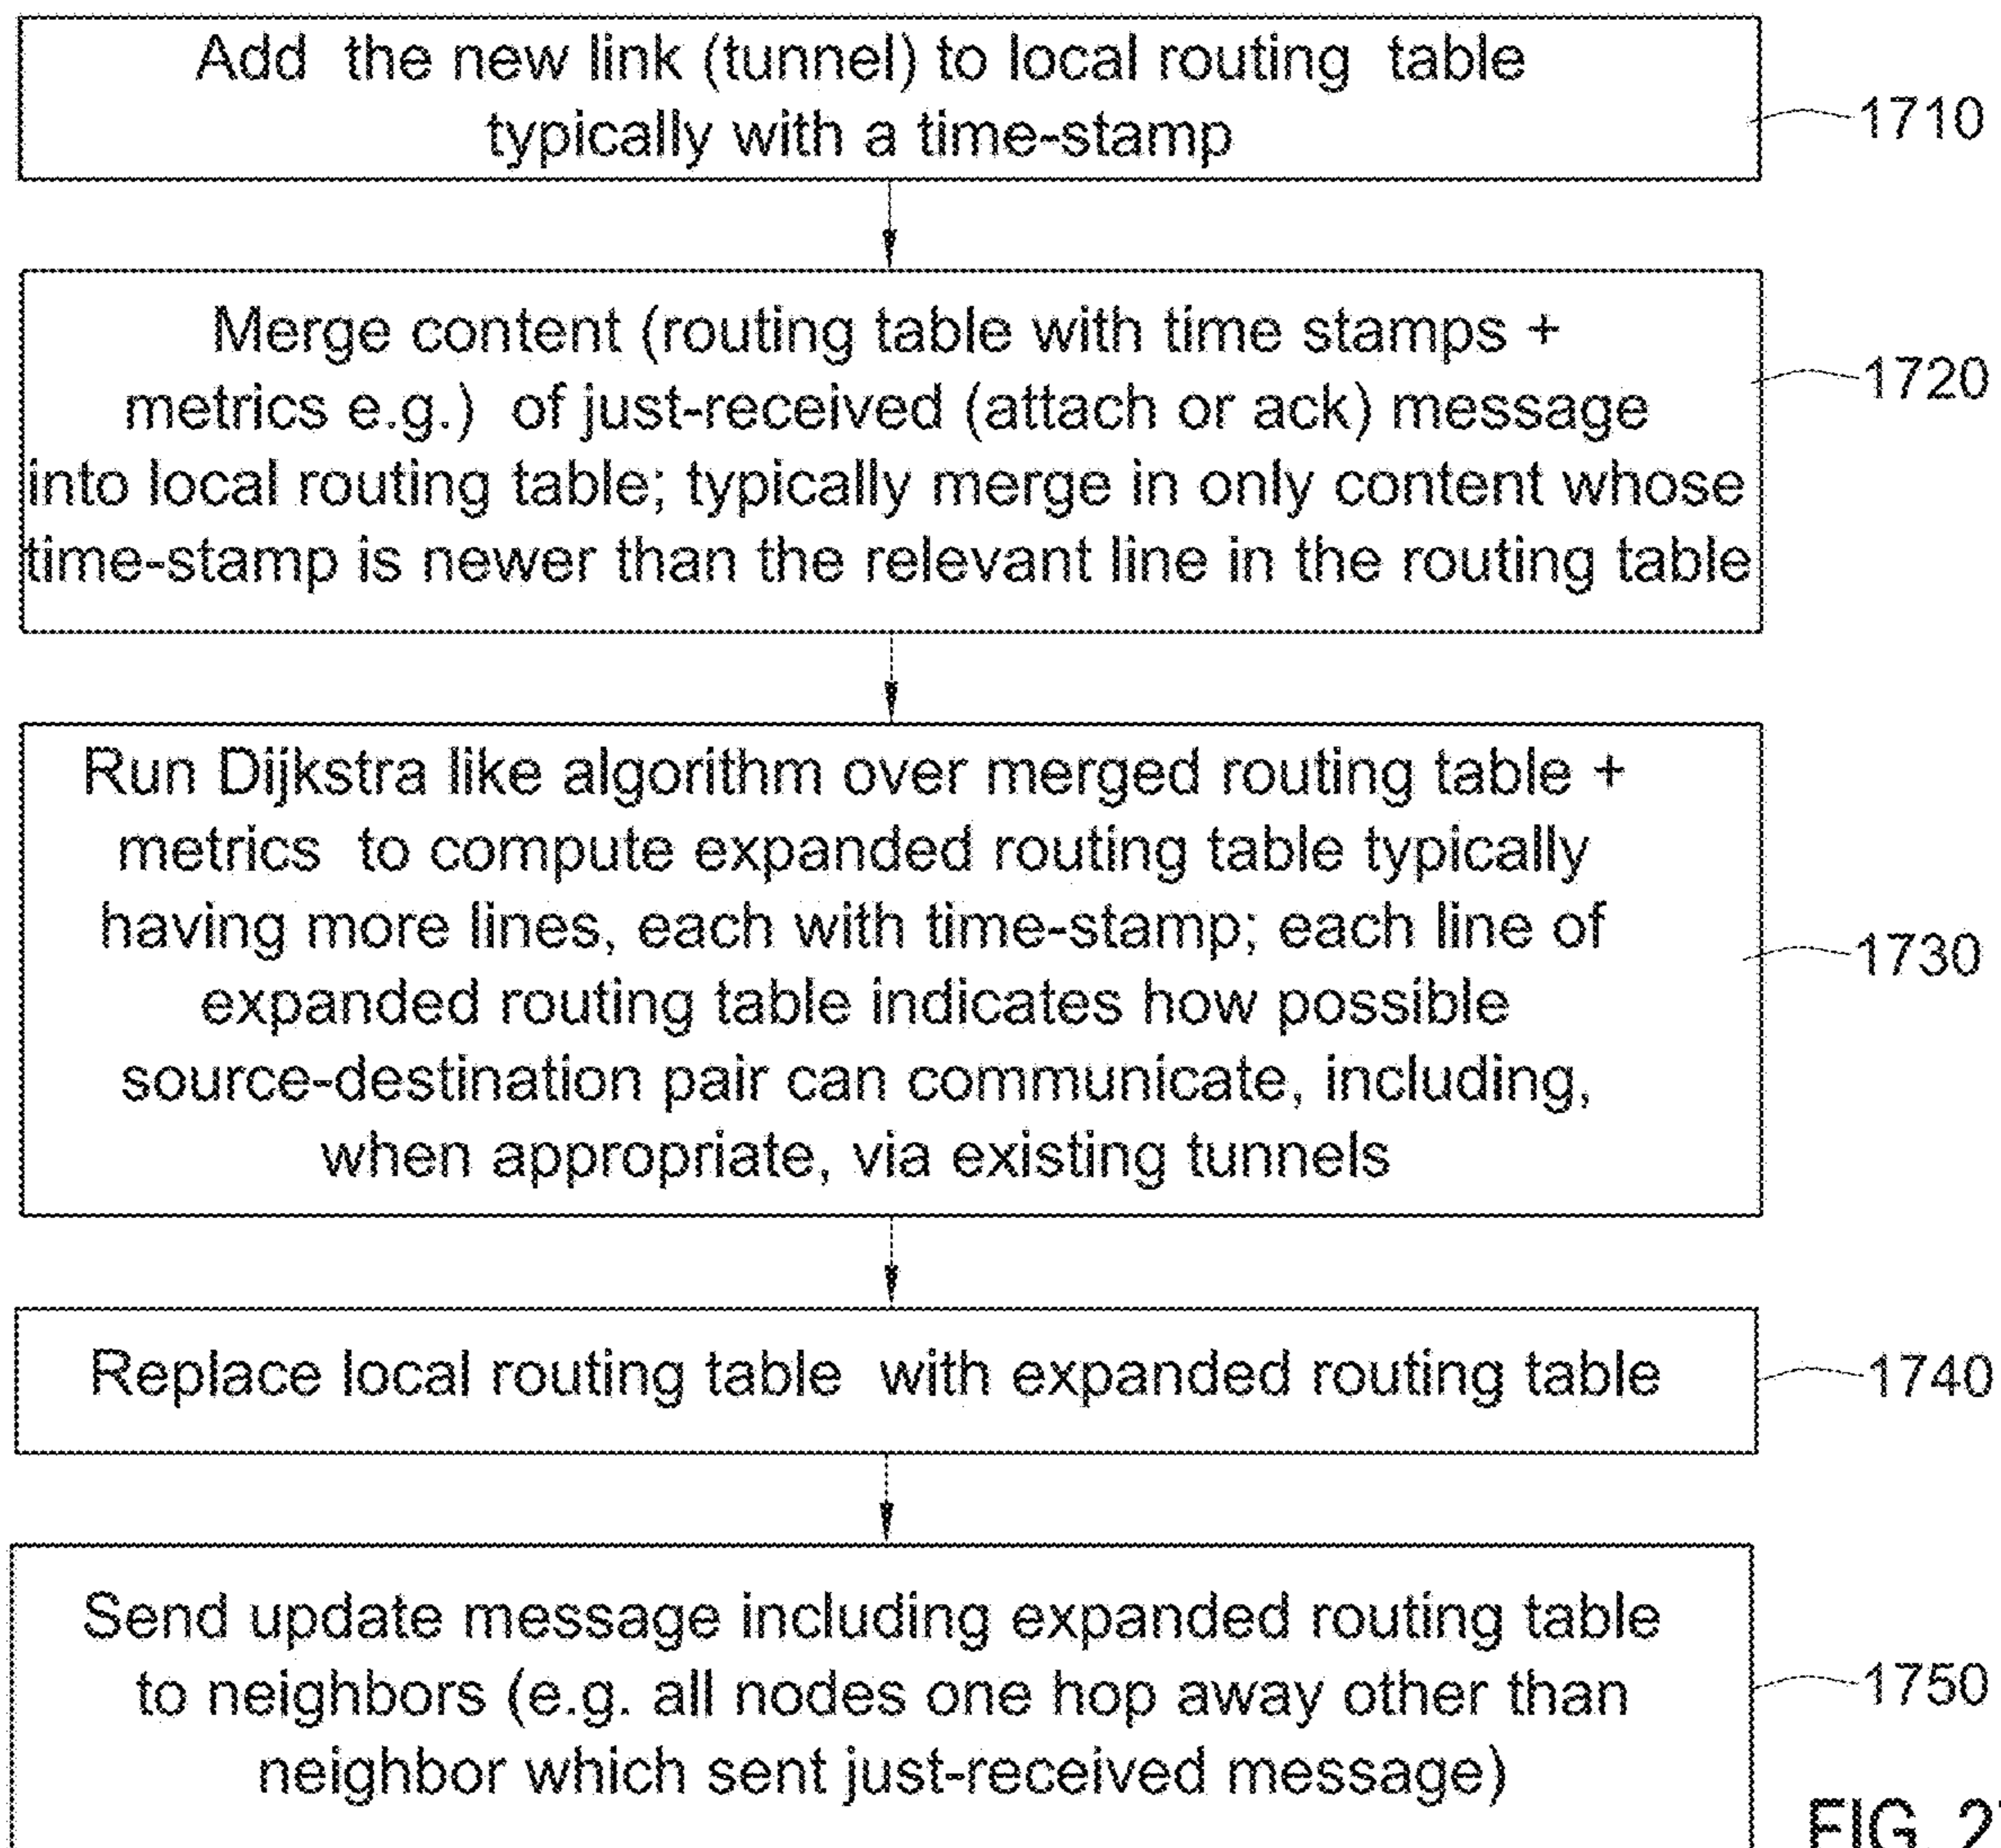 Add the new link (tunnel) to local routing table
typically with a time-stamp
1710
Merge content (routing table with time stamps +
metrics e.g.) of just-received (attach or ack) message
into local routing table; typically merge in only content whose
time-stamp is newer than the relevant line in the routing table
1720
Run Dijkstra like algorithm over merged routing table +
metrics to compute expanded routing table typically
having more lines, each with time-stamp; each line of
expanded routing table indicates how possible
source-destination pair can communicate, including,
when appropriate, via existing tunnels
1730
Replace local routing table with expanded routing table
1740
Send update message including expanded routing table
to neighbors (e.g. all nodes one hop away other than
neighbor which sent just-received message)
1750
FIG.